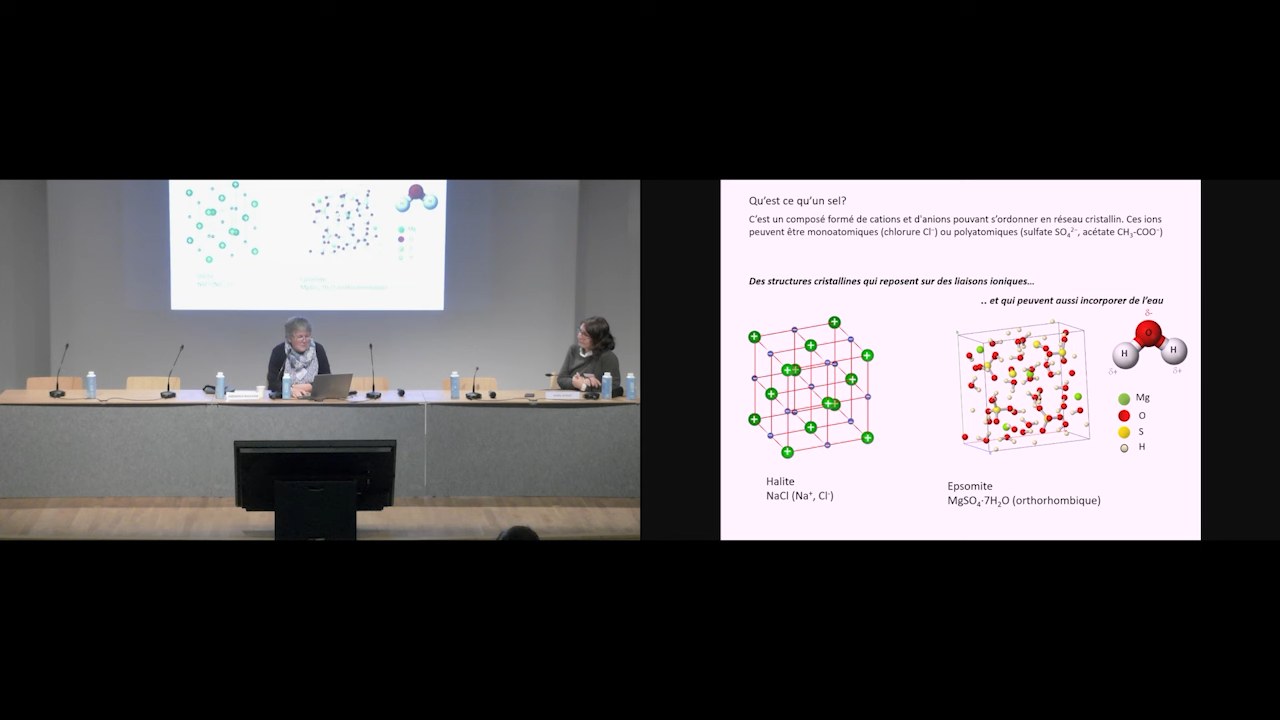 Qu'est ce qu'un sel?
C'est un composé formé de cations et d'anions pouvant s'ordonner en réseau cristallin. Ces ions
peuvent être monoatomiques (chlorure Cl⁻) ou polyatomiques (sulfate SO₄²⁻, acétate CH₃-COO⁻)
Des structures cristallines qui reposent sur des liaisons ioniques...
.. et qui peuvent aussi incorporer de l'eau
δ-
O
H
H
δ+
δ+
Mg
O
S
H
Halite
NaCl (Na⁺, Cl⁻)
Epsomite
MgSO₄·7H₂O (orthorhombique)